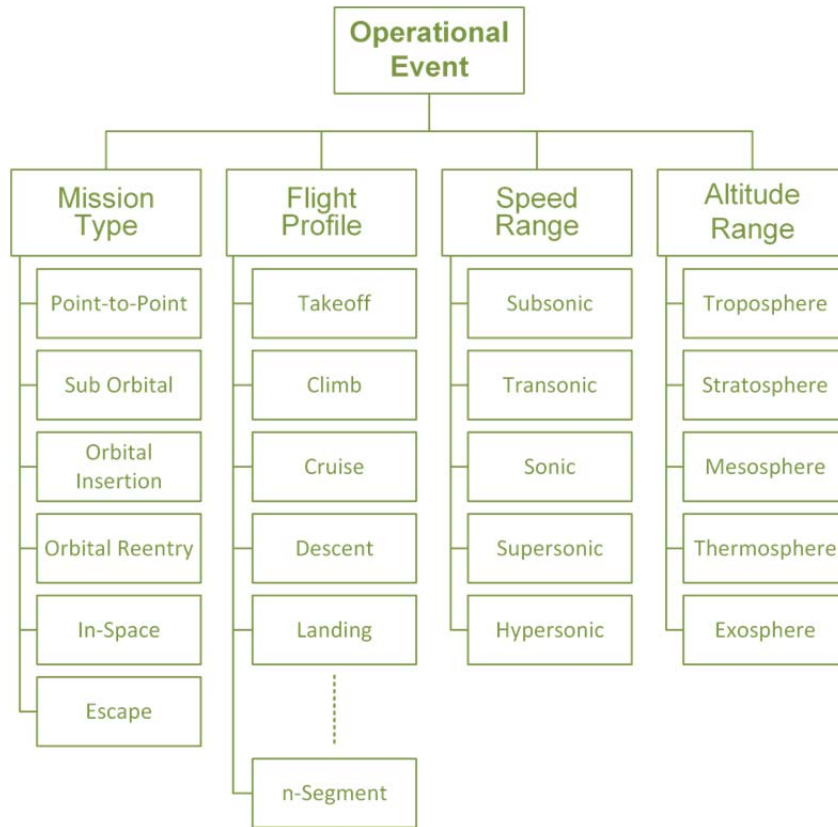 Operational
Event
Mission
Type
Point-to-Point
Sub Orbital
Orbital
Insertion
Orbital Reentry
In-Space
Escape
Flight
Profile
Takeoff
Climb
Cruise
Descent
Landing
n-Segment
Speed
Range
Subsonic
Transonic
Sonic
Supersonic
Hypersonic
Altitude
Range
Troposphere
Stratosphere
Mesosphere
Thermosphere
Exosphere